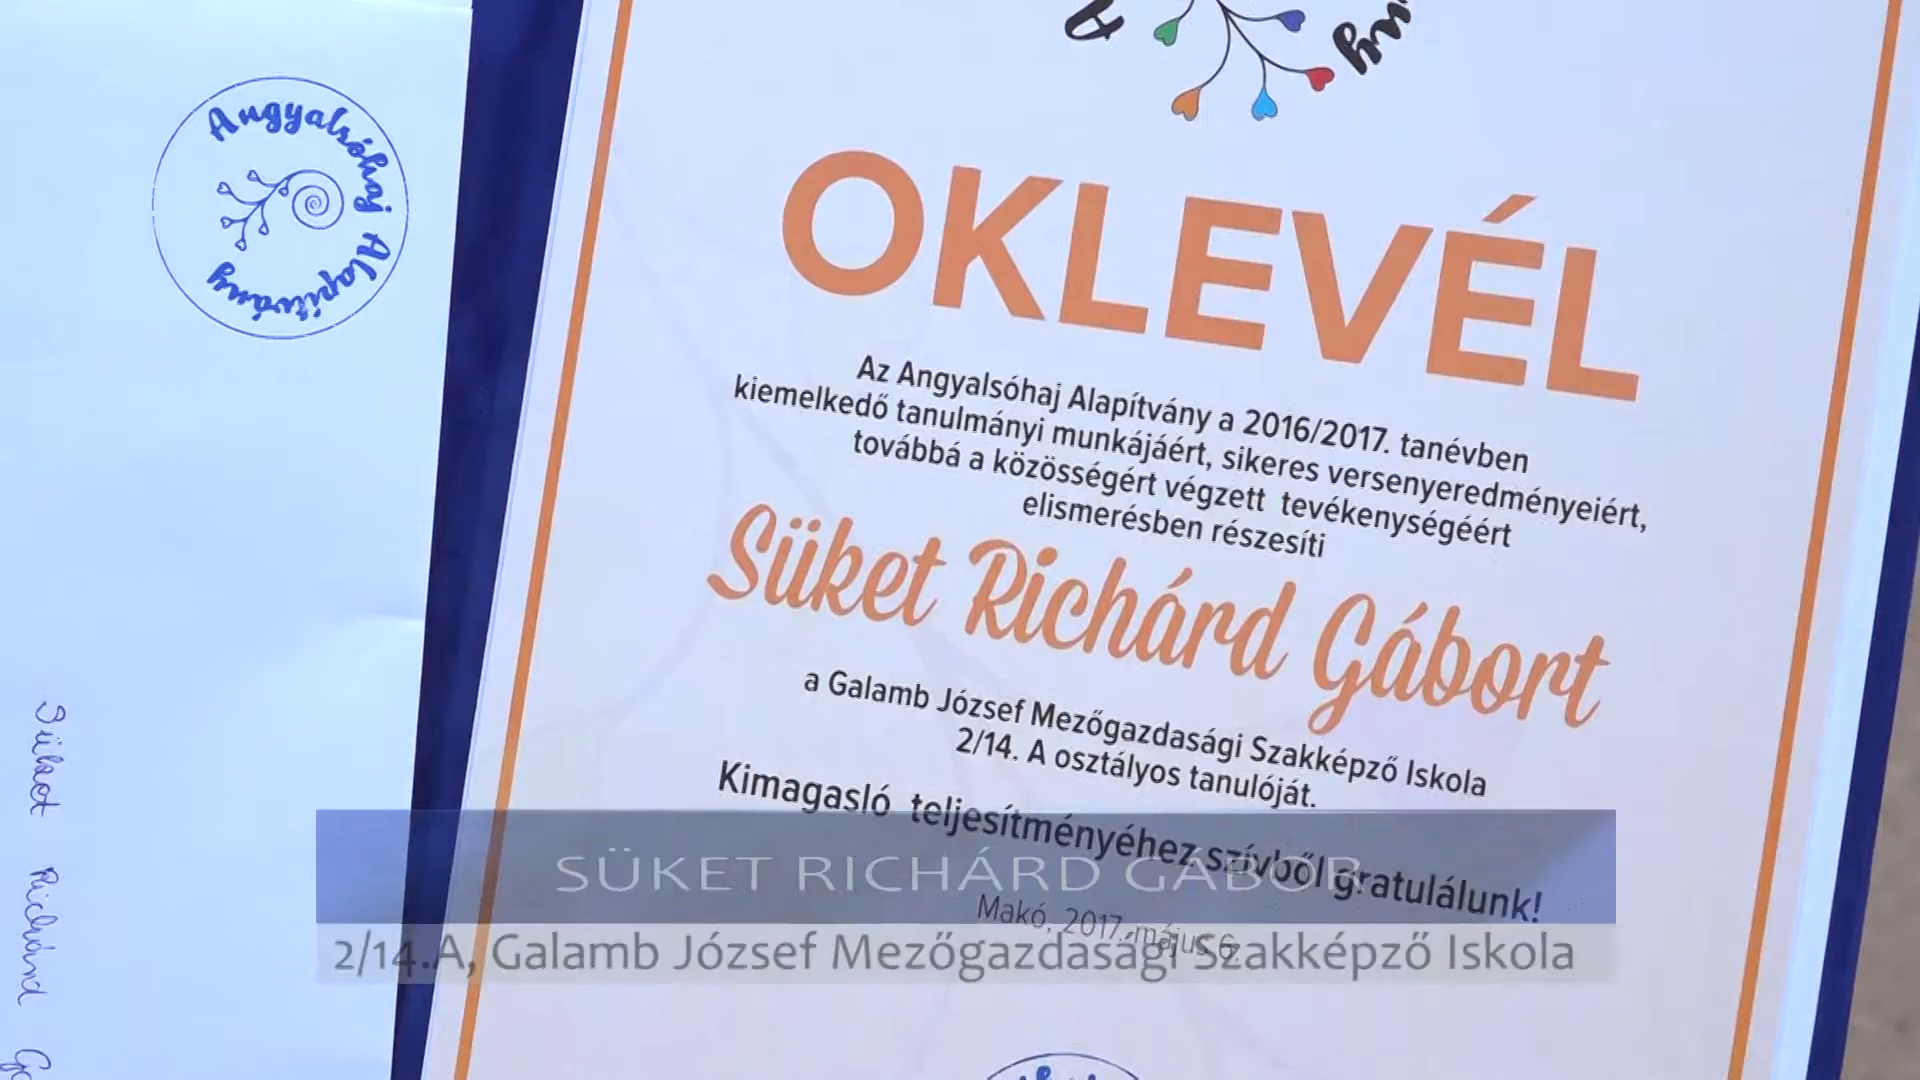 Angyalsóhaj Alapítvány
OKLEVÉL
Az Angyalsóhaj Alapítvány a 2016/2017. tanévben
kiemelkedő tanulmányi munkájáért, sikeres versenyeredményeiért,
továbbá a közösségért végzett tevékenységéért
elismerésben részesíti
Süket Richárd Gábort
a Galamb József Mezőgazdasági Szakképző Iskola
2/14. A osztályos tanulóját.
Kimagasló teljesítményéhez szívből gratulálunk!
Makó, 2017. május 6.
SÜKET RICHÁRD GÁBOR
2/14.A, Galamb József Mezőgazdasági Szakképző Iskola
Süket Richárd